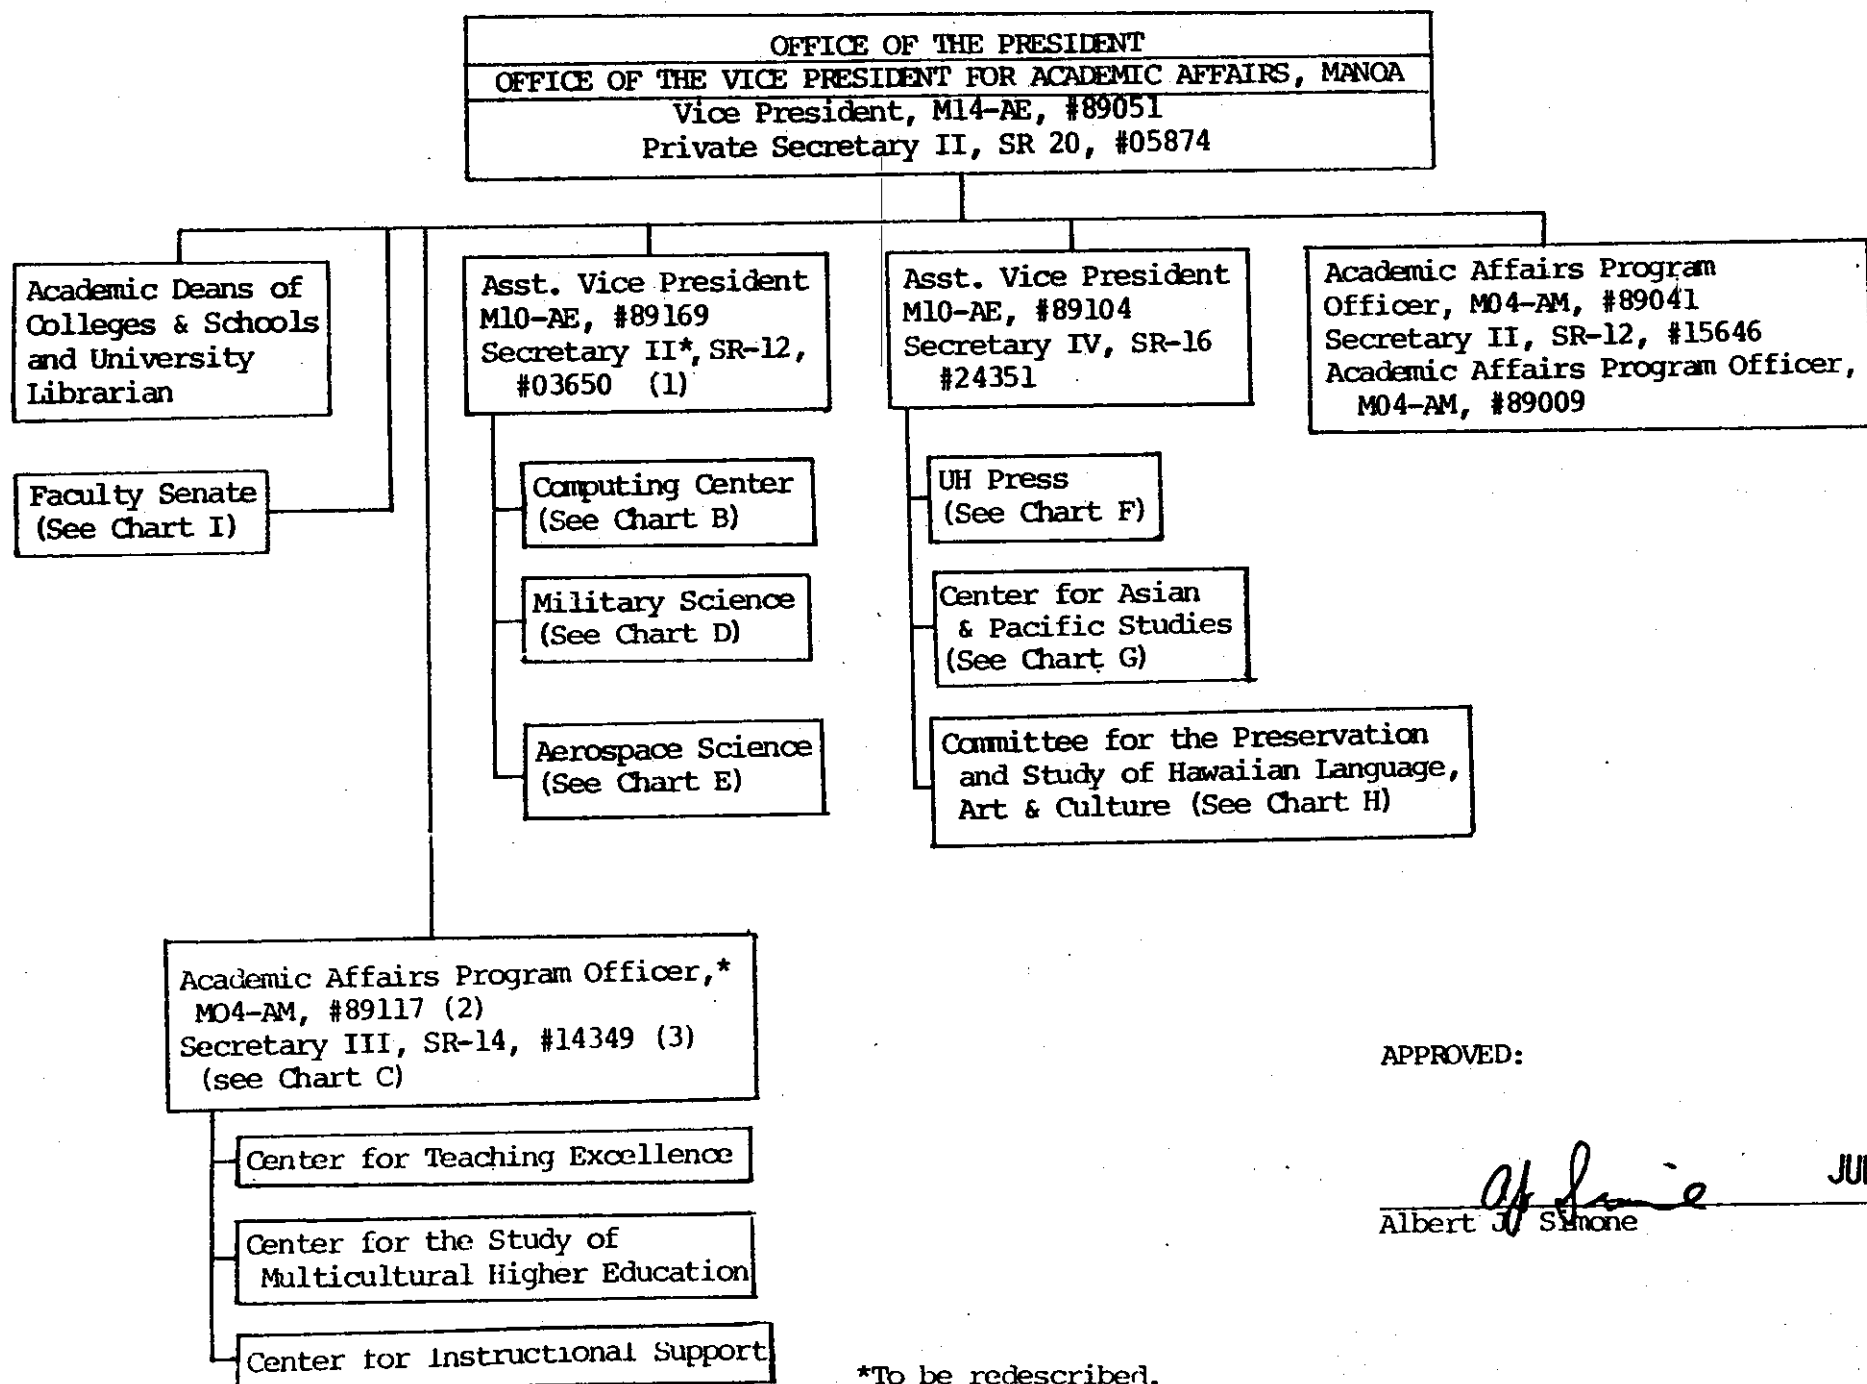 OFFICE OF THE PRESIDENT
OFFICE OF THE VICE PRESIDENT FOR ACADEMIC AFFAIRS, MANOA
Vice President, M14-AE, #89051
Private Secretary II, SR 20, #05874
Academic Deans of
Colleges & Schools
and University
Librarian
Faculty Senate
(See Chart I)
Asst. Vice President
M10-AE, #89169
Secretary II*, SR-12,
#03650 (1)
Computing Center
(See Chart B)
Military Science
(See Chart D)
Aerospace Science
(See Chart E)
Asst. Vice President
M10-AE, #89104
Secretary IV, SR-16
#24351
UH Press
(See Chart F)
Center for Asian
& Pacific Studies
(See Chart G)
Committee for the Preservation
and Study of Hawaiian Language,
Art & Culture (See Chart H)
Academic Affairs Program
Officer, M04-AM, #89041
Secretary II, SR-12, #15646
Academic Affairs Program Officer,
M04-AM, #89009
Academic Affairs Program Officer,*
MO4-AM, #89117 (2)
Secretary III, SR-14, #14349 (3)
(see Chart C)
Center for Teaching Excellence
Center for the Study of
Multicultural Higher Education
Center for Instructional Support
*To be redescribed.
APPROVED:
Albert J. Simone